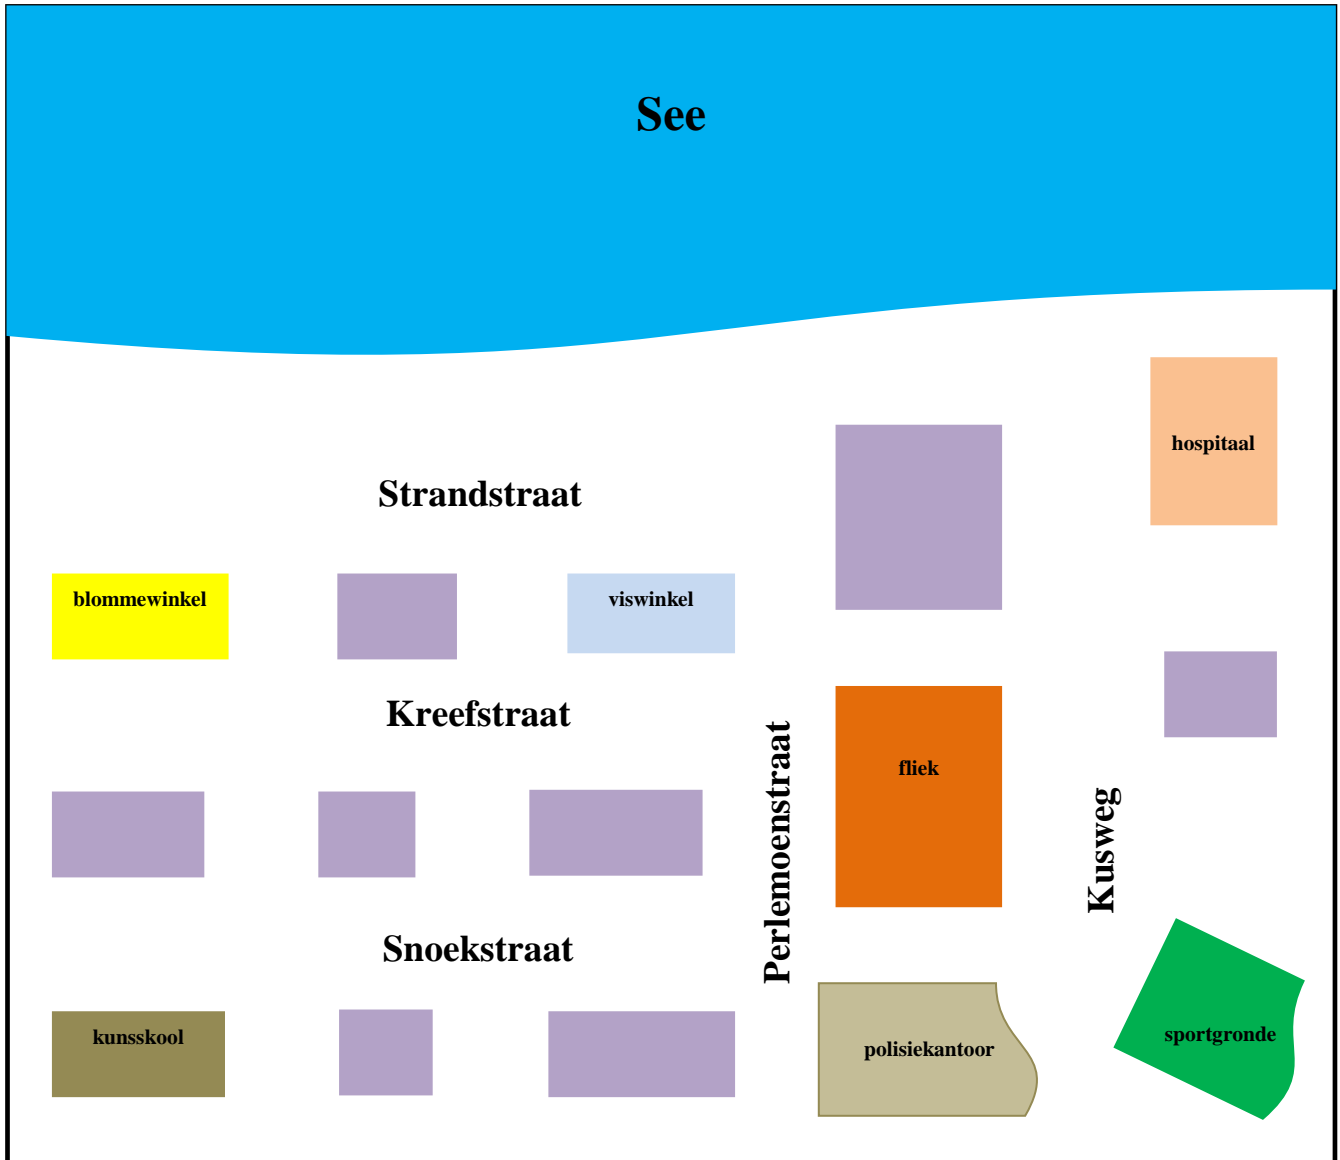 See
hospitaal
Strandstraat
blommewinkel
viswinkel
Kreefstraat
Perlemoenstraat
fliek
Kusweg
Snoekstraat
kunsskool
polisiekantoor
sportgronde